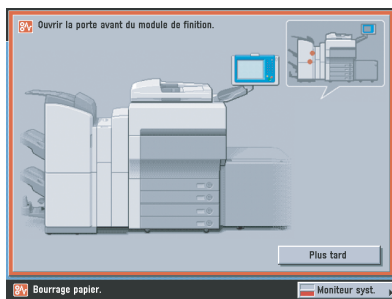 Ouvrir la porte avant du module de finition.
Plus tard
Bourrage papier.
Moniteur syst.